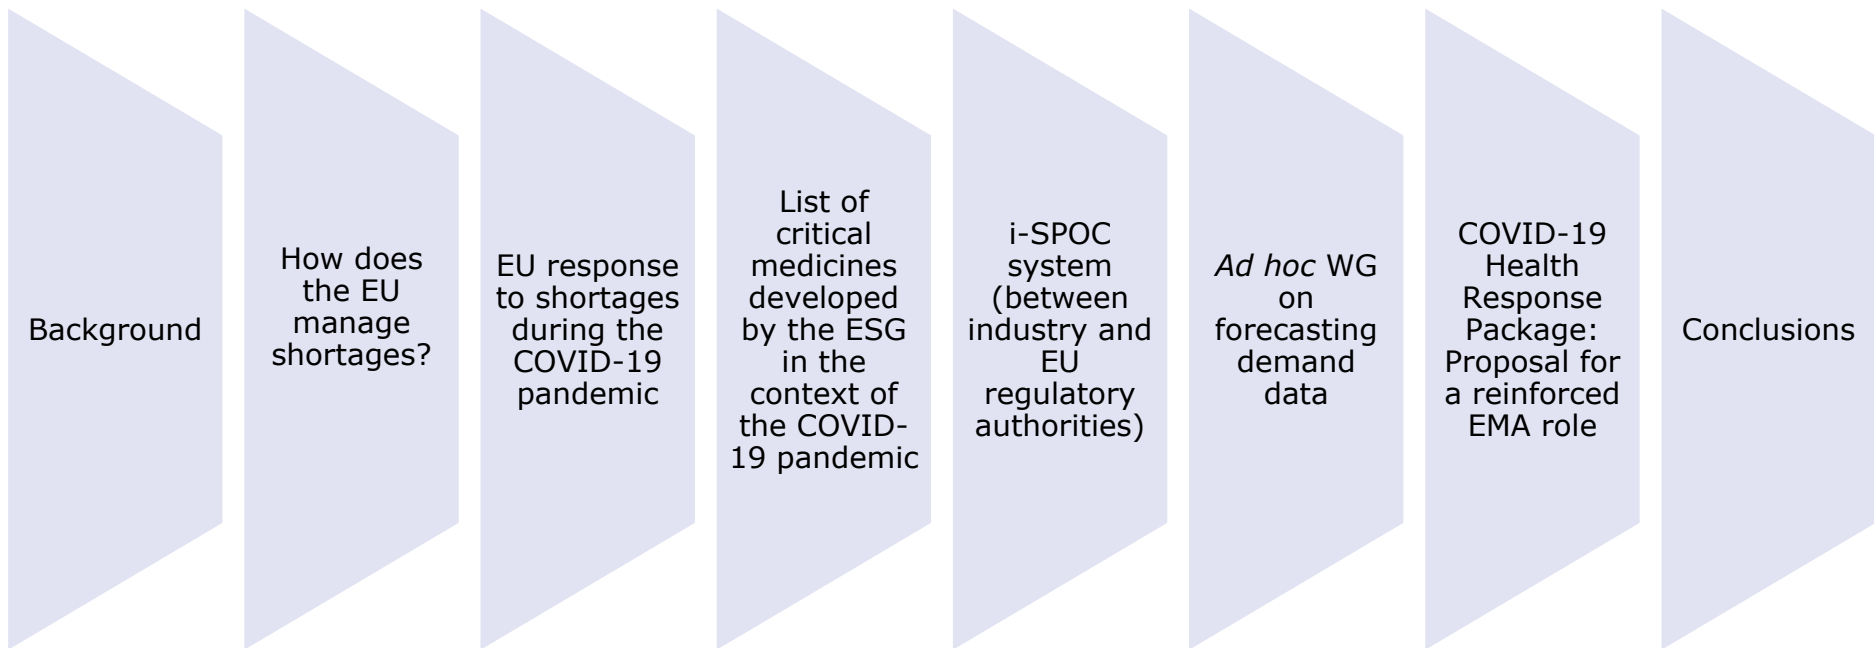 Background
How does
the EU
manage
shortages?
EU response
to shortages
during the
COVID-19
pandemic
List of
critical
medicines
developed
by the ESG
in the
context of
the COVID-
19 pandemic
i-SPOC
system
(between
industry and
EU
regulatory
authorities)
Ad hoc WG
on
forecasting
demand
data
COVID-19
Health
Response
Package:
Proposal for
a reinforced
EMA role
Conclusions